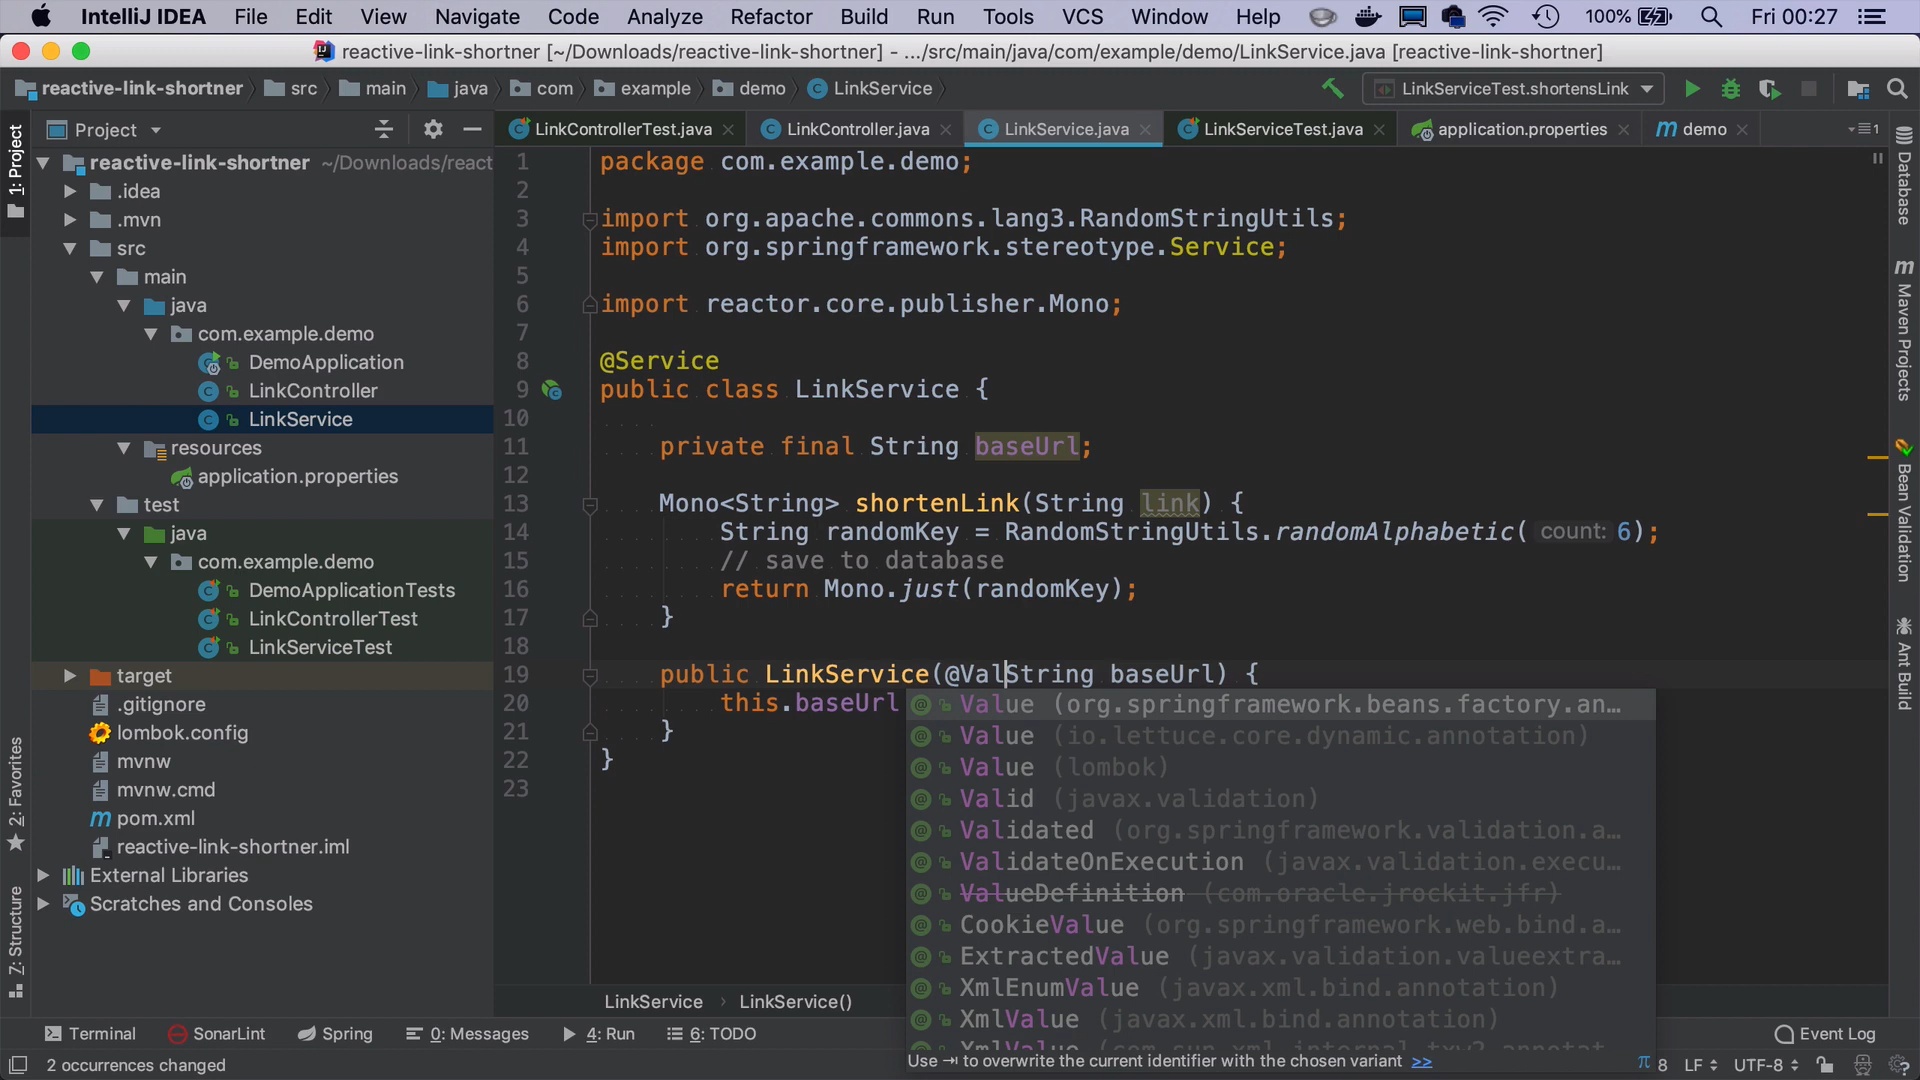 IntelliJ IDEA File Edit View Navigate Code Analyze Refactor Build Run Tools VCS Window Help 100% Fri 00:27
reactive-link-shortner [~/Downloads/reactive-link-shortner] - .../src/main/java/com/example/demo/LinkService.java [reactive-link-shortner]
reactive-link-shortner src main java com example demo LinkService LinkServiceTest.shortensLink
Project
LinkControllerTest.java LinkController.java LinkService.java LinkServiceTest.java application.properties demo
1: Project
reactive-link-shortner ~/Downloads/react
.idea
.mvn
src
main
java
com.example.demo
DemoApplication
LinkController
LinkService
resources
application.properties
test
java
com.example.demo
DemoApplicationTests
LinkControllerTest
LinkServiceTest
target
.gitignore
lombok.config
mvnw
mvnw.cmd
pom.xml
reactive-link-shortner.iml
External Libraries
Scratches and Consoles
2: Favorites
Z: Structure
1 package com.example.demo;
2
3 import org.apache.commons.lang3.RandomStringUtils;
4 import org.springframework.stereotype.Service;
5
6 import reactor.core.publisher.Mono;
7
8 @Service
9 public class LinkService {
10
11 private final String baseUrl;
12
13 Mono<String> shortenLink(String link) {
14 String randomKey = RandomStringUtils.randomAlphabetic( count: 6);
15 // save to database
16 return Mono.just(randomKey);
17 }
18
19 public LinkService(@ValString baseUrl) {
20 this.baseUrl
21 }
22 }
23
Value (org.springframework.beans.factory.an...
Value (io.lettuce.core.dynamic.annotation)
Value (lombok)
Valid (javax.validation)
Validated (org.springframework.validation.a...
ValidateOnExecution (javax.validation.execu...
ValueDefinition (com.oracle.jrockit.jfr)
CookieValue (org.springframework.web.bind.a...
ExtractedValue (javax.validation.valueextra...
XmlEnumValue (javax.xml.bind.annotation)
XmlValue (javax.xml.bind.annotation)
Use ⇥ to overwrite the current identifier with the chosen variant >>
LinkService LinkService()
Database
Maven Projects
Bean Validation
Ant Build
Terminal SonarLint Spring 0: Messages 4: Run 6: TODO Event Log
2 occurrences changed 8 LF UTF-8